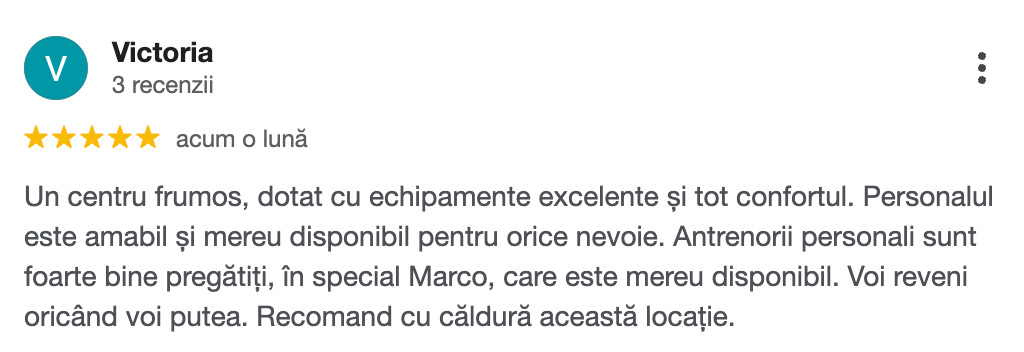 V
Victoria
3 recenzii
acum o lună
Un centru frumos, dotat cu echipamente excelente și tot confortul. Personalul
este amabil și mereu disponibil pentru orice nevoie. Antrenorii personali sunt
foarte bine pregătiți, în special Marco, care este mereu disponibil. Voi reveni
oricând voi putea. Recomand cu căldură această locație.